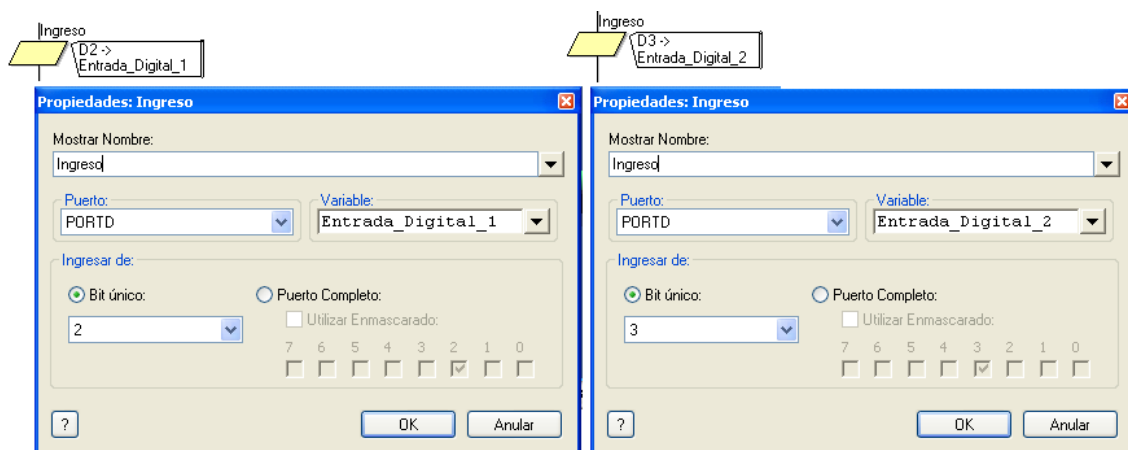 Ingreso
D2 ->
Entrada_Digital_1
Propiedades: Ingreso
Mostrar Nombre:
Ingreso
Puerto:
Variable:
PORTD
Entrada_Digital_1
Ingresar de:
Bit único:
Puerto Completo:
Utilizar Enmascarado:
2
7 6 5 4 3 2 1 0
?
OK
Anular
Ingreso
D3 ->
Entrada_Digital_2
Propiedades: Ingreso
Mostrar Nombre:
Ingreso
Puerto:
Variable:
PORTD
Entrada_Digital_2
Ingresar de:
Bit único:
Puerto Completo:
Utilizar Enmascarado:
3
7 6 5 4 3 2 1 0
?
OK
Anular